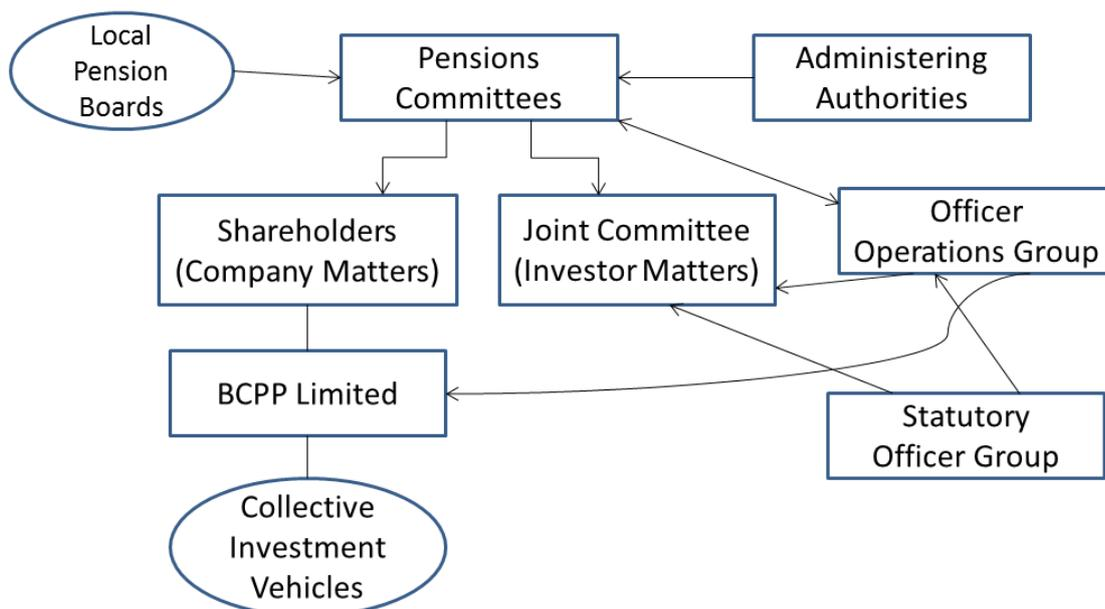 Local
Pension
Boards
Pensions
Committees
Administering
Authorities
Shareholders
(Company Matters)
Joint Committee
(Investor Matters)
Officer
Operations Group
BCPP Limited
Statutory
Officer Group
Collective
Investment
Vehicles